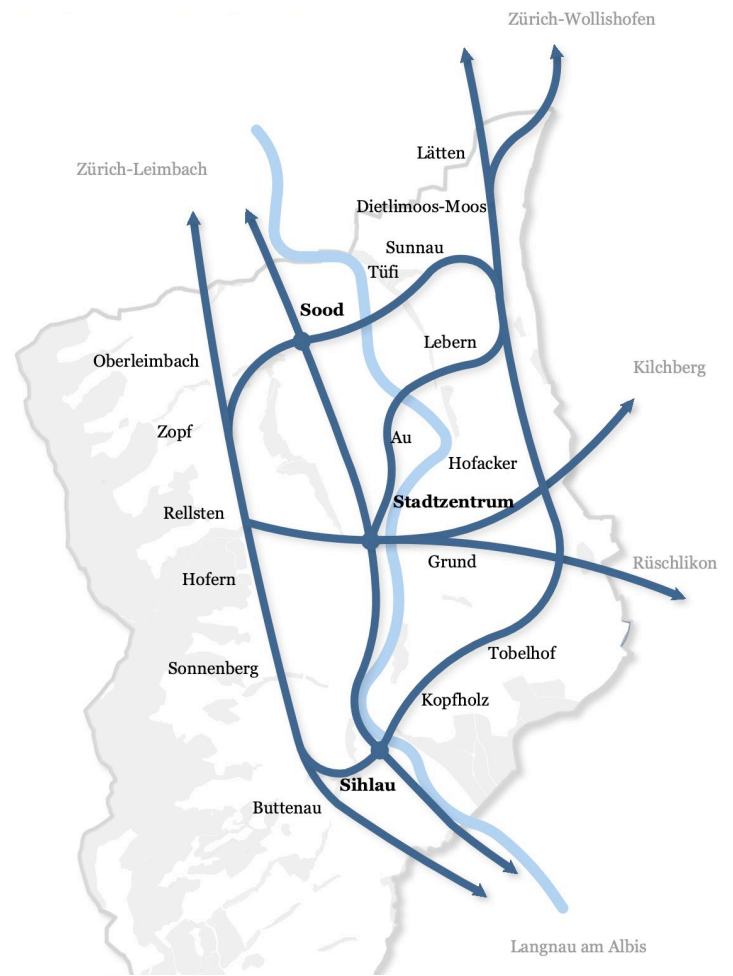 Zürich-Wollishofen
Lätten
Zürich-Leimbach
Dietlimoos-Moos
Sunnau
Tüfi
Sood
Lebern
Oberleimbach
Kilchberg
Zopf
Au
Hofacker
Stadtzentrum
Rellsten
Grund
Rüschlikon
Hofern
Tobelhof
Sonnenberg
Kopfholz
Sihlau
Buttenau
Langnau am Albis